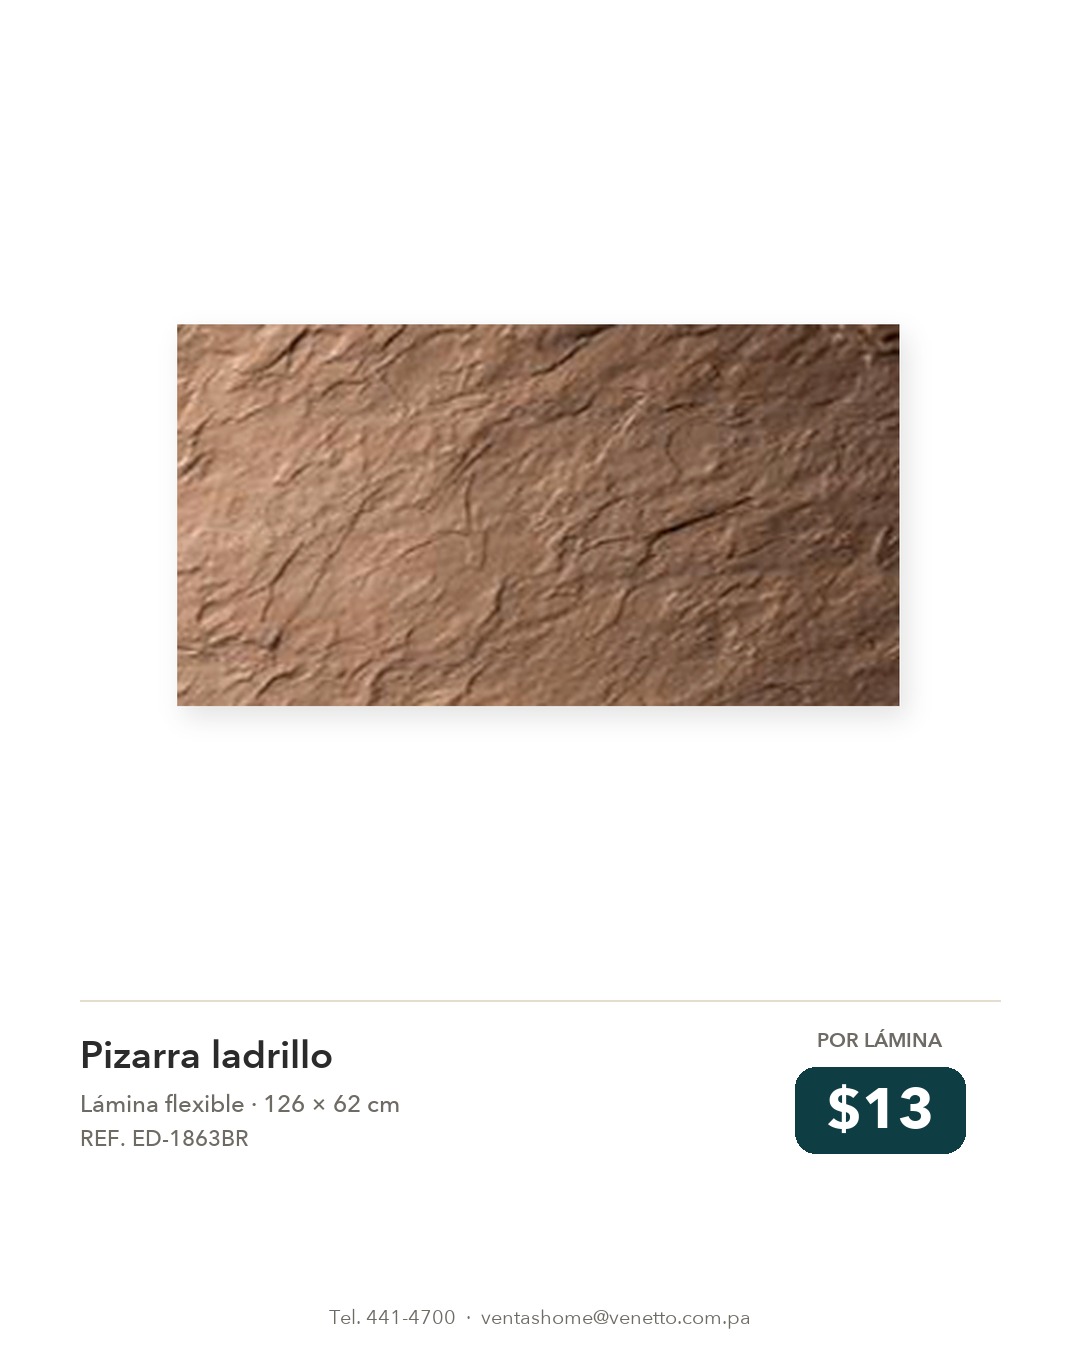 Pizarra ladrillo
Lámina flexible · 126 × 62 cm
REF. ED-1863BR
POR LÁMINA
$13
Tel. 441-4700 · ventashome@venetto.com.pa